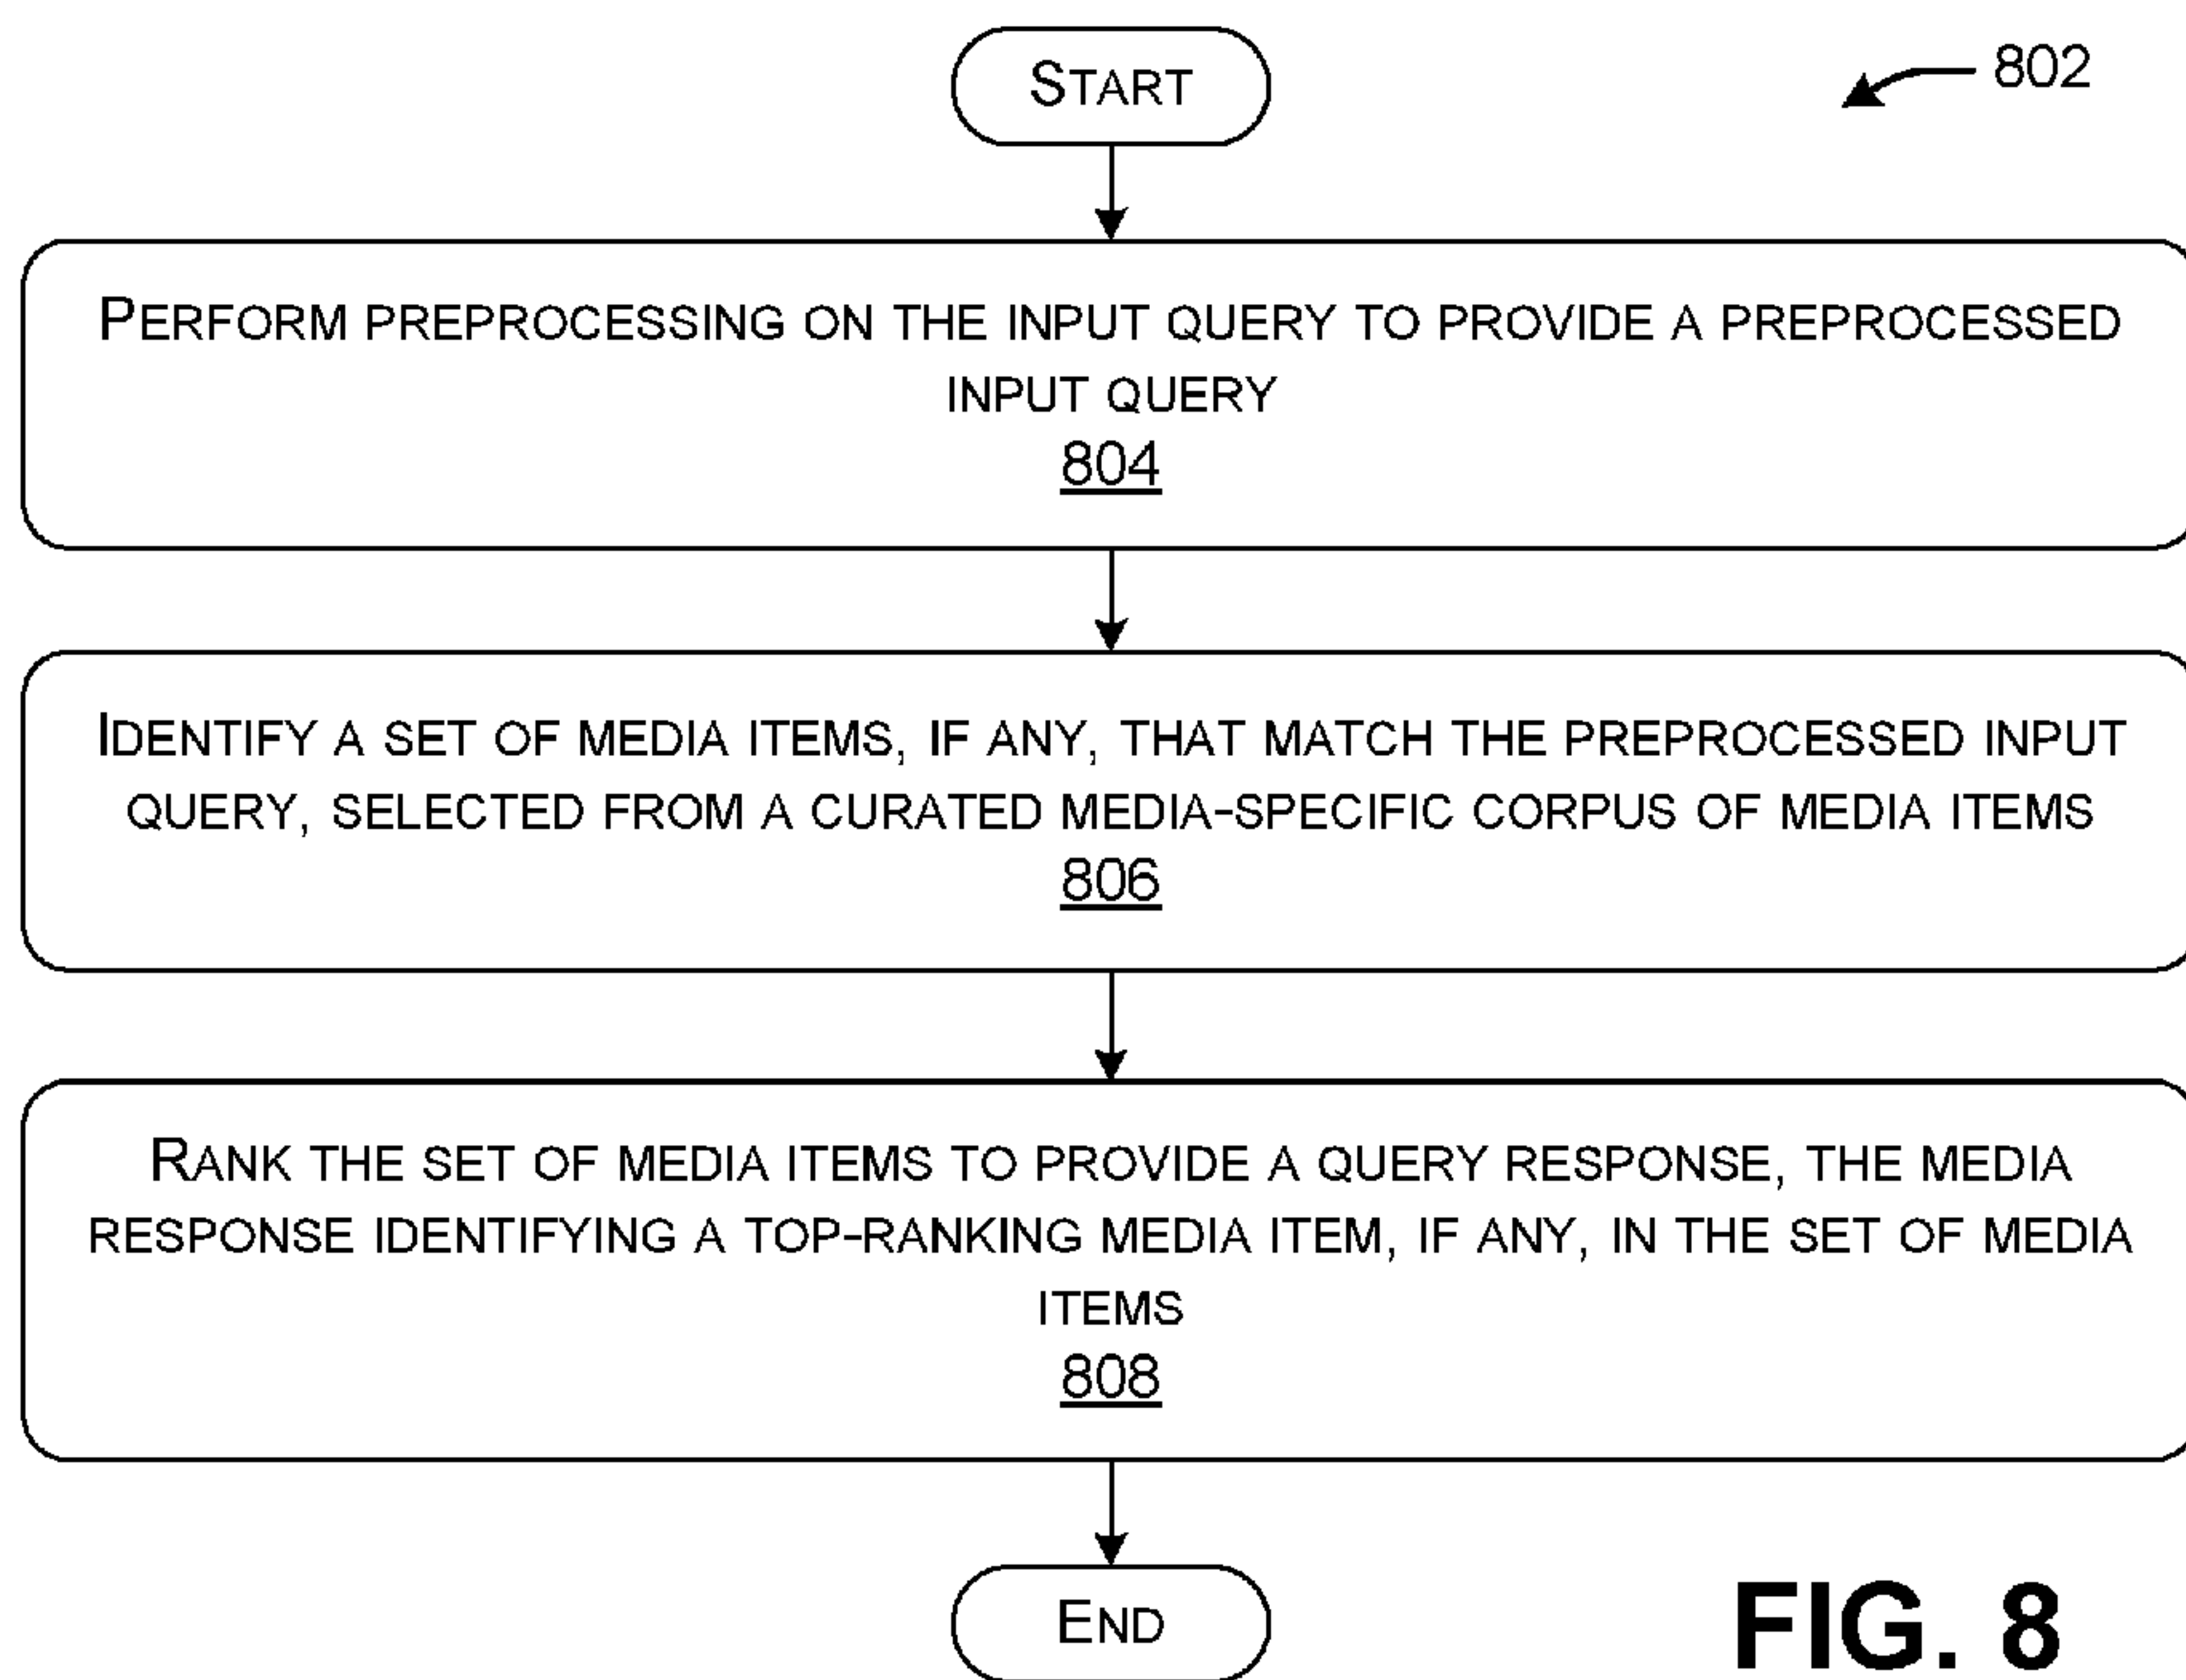 START
802
PERFORM PREPROCESSING ON THE INPUT QUERY TO PROVIDE A PREPROCESSED
INPUT QUERY
804
IDENTIFY A SET OF MEDIA ITEMS, IF ANY, THAT MATCH THE PREPROCESSED INPUT
QUERY, SELECTED FROM A CURATED MEDIA-SPECIFIC CORPUS OF MEDIA ITEMS
806
RANK THE SET OF MEDIA ITEMS TO PROVIDE A QUERY RESPONSE, THE MEDIA
RESPONSE IDENTIFYING A TOP-RANKING MEDIA ITEM, IF ANY, IN THE SET OF MEDIA
ITEMS
808
END
FIG. 8